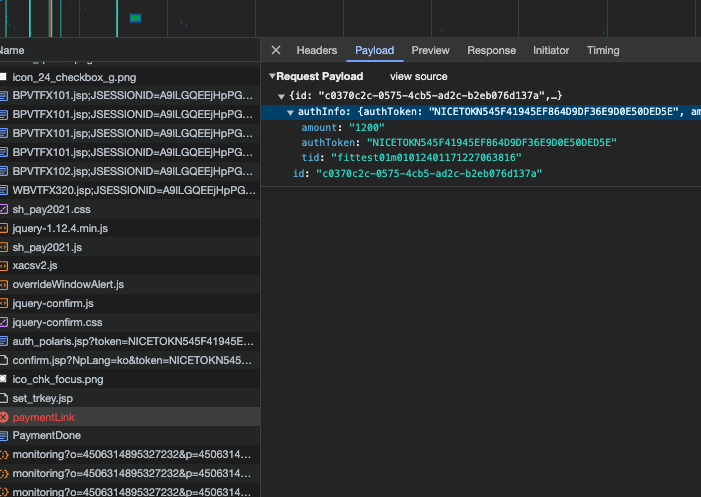 Name
icon_24_checkbox_g.png
BPVTFX101.jsp;JSESSIONID=A9ILGQEEjHpPG...
BPVTFX101.jsp;JSESSIONID=A9ILGQEEjHpPG...
BPVTFX101.jsp;JSESSIONID=A9ILGQEEjHpPG...
BPVTFX101.jsp;JSESSIONID=A9ILGQEEjHpPG...
BPVTFX102.jsp;JSESSIONID=A9ILGQEEjHpPG...
WBVTFX320.jsp;JSESSIONID=A9ILGQEEjHpPG...
sh_pay2021.css
jquery-1.12.4.min.js
sh_pay2021.js
xacsv2.js
overrideWindowAlert.js
jquery-confirm.js
jquery-confirm.css
auth_polaris.jsp?token=NICETOKN545F41945E...
confirm.jsp?NpLang=ko&token=NICETOKN545...
ico_chk_focus.png
set_trkey.jsp
paymentLink
PaymentDone
monitoring?o=4506314895327232&p=4506314...
monitoring?o=4506314895327232&p=4506314...
monitoring?o=4506314895327232&p=4506314...
Headers Payload Preview Response Initiator Timing
Request Payload view source
{id: "c0370c2c-0575-4cb5-ad2c-b2eb076d137a",…}
authInfo: {authToken: "NICETOKN545F41945EF864D9DF36E9D0E50DED5E", am
amount: "1200"
authToken: "NICETOKN545F41945EF864D9DF36E9D0E50DED5E"
tid: "fittest01m01012401171227063816"
id: "c0370c2c-0575-4cb5-ad2c-b2eb076d137a"